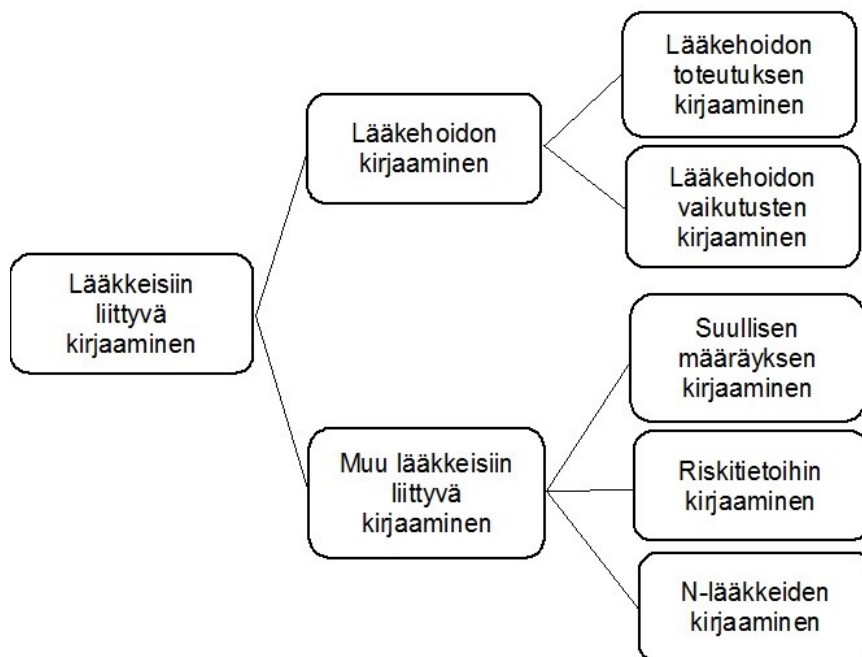 Lääkkeisiin
liittyvä
kirjaaminen
Lääkehoidon
kirjaaminen
Lääkehoidon
toteutuksen
kirjaaminen
Lääkehoidon
vaikutusten
kirjaaminen
Muu lääkkeisiin
liittyvä
kirjaaminen
Suullisen
määräyksen
kirjaaminen
Riskitietoihin
kirjaaminen
N-lääkkeiden
kirjaaminen